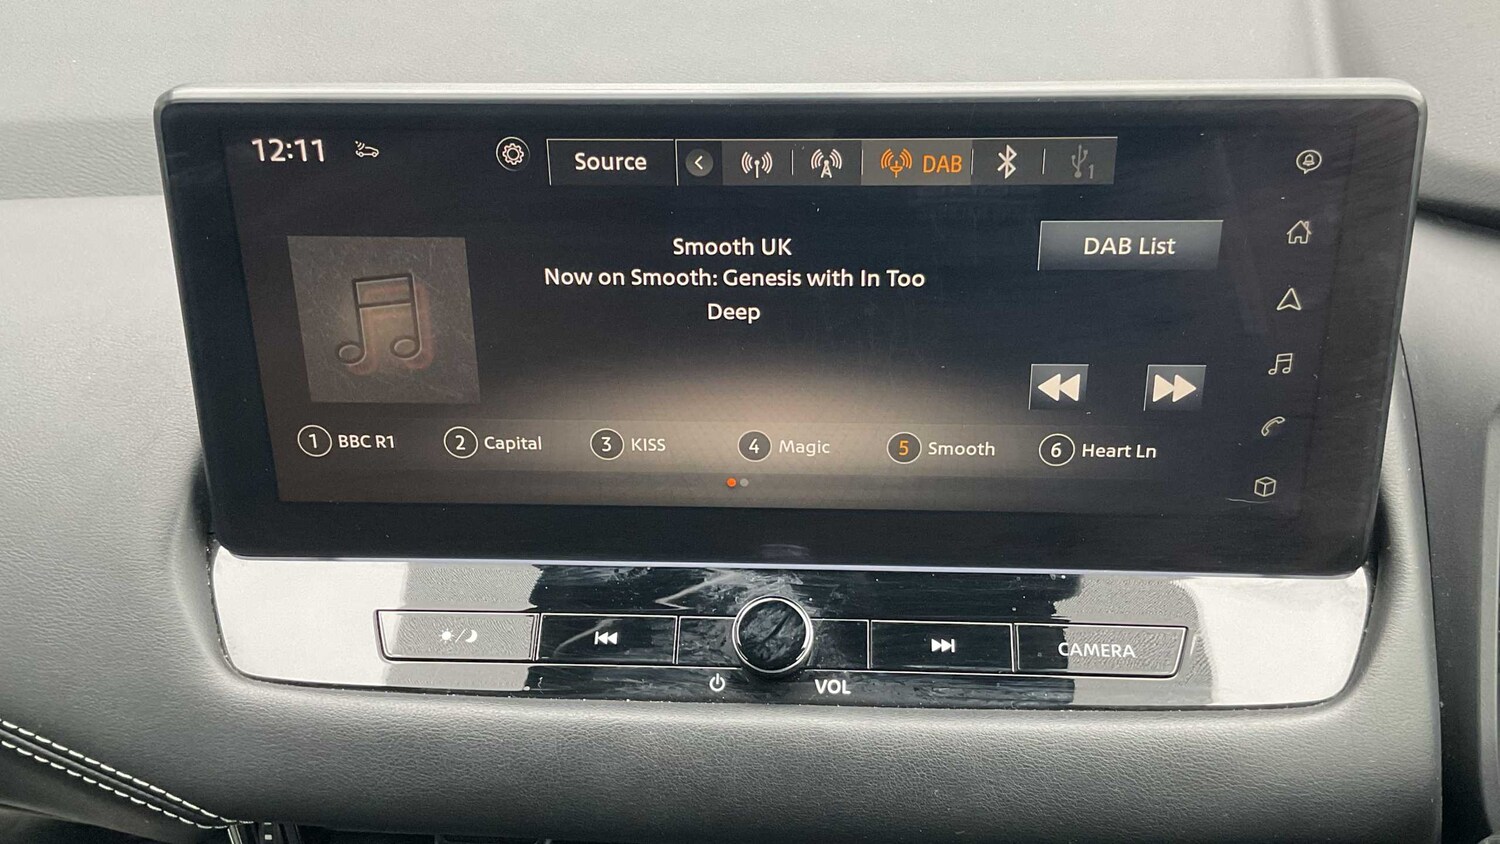 12:11
Source
DAB
1
Smooth UK
DAB List
Now on Smooth: Genesis with In Too
Deep
1 BBC R1 2 Capital 3 KISS 4 Magic 5 Smooth 6 Heart Ln
CAMERA
VOL